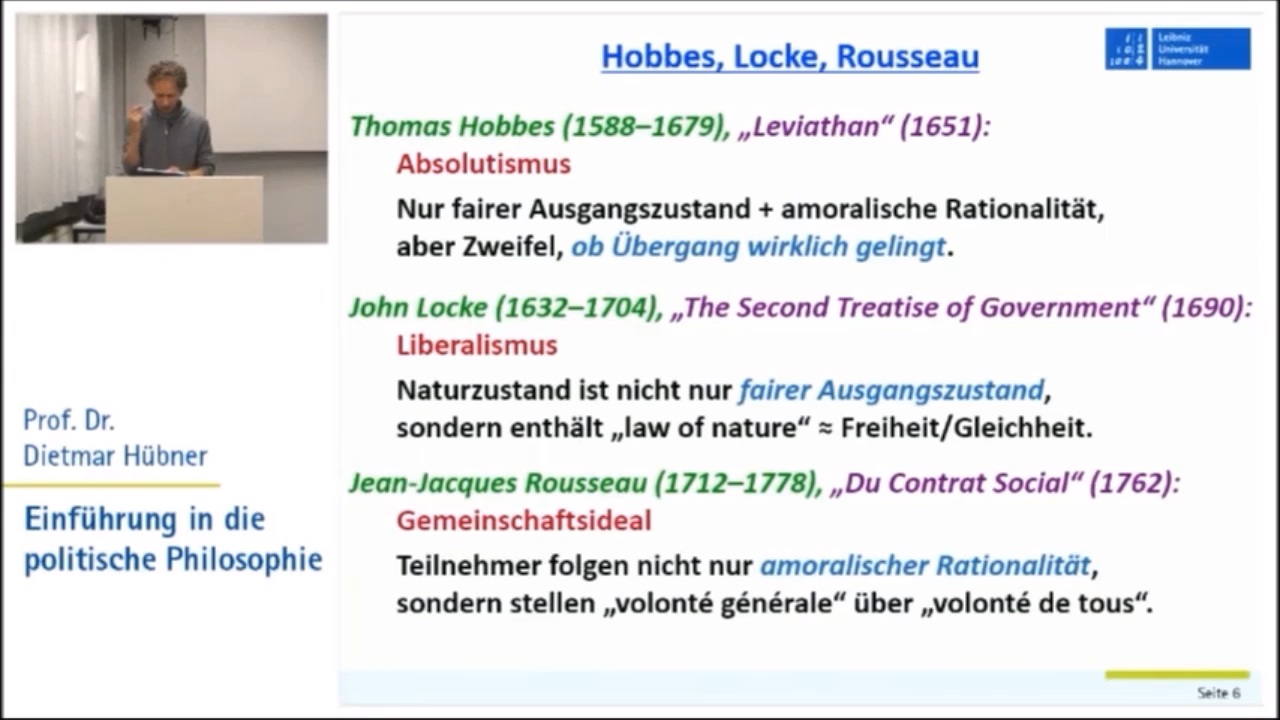 Hobbes, Locke, Rousseau
Leibniz
Universität
Hannover
Thomas Hobbes (1588–1679), „Leviathan“ (1651):
Absolutismus
Nur fairer Ausgangszustand + amoralische Rationalität,
aber Zweifel, ob Übergang wirklich gelingt.
John Locke (1632–1704), „The Second Treatise of Government“ (1690):
Liberalismus
Naturzustand ist nicht nur fairer Ausgangszustand,
sondern enthält „law of nature“ ≈ Freiheit/Gleichheit.
Jean-Jacques Rousseau (1712–1778), „Du Contrat Social“ (1762):
Gemeinschaftsideal
Teilnehmer folgen nicht nur amoralischer Rationalität,
sondern stellen „volonté générale“ über „volonté de tous“.
Prof. Dr.
Dietmar Hübner
Einführung in die
politische Philosophie
Seite 6